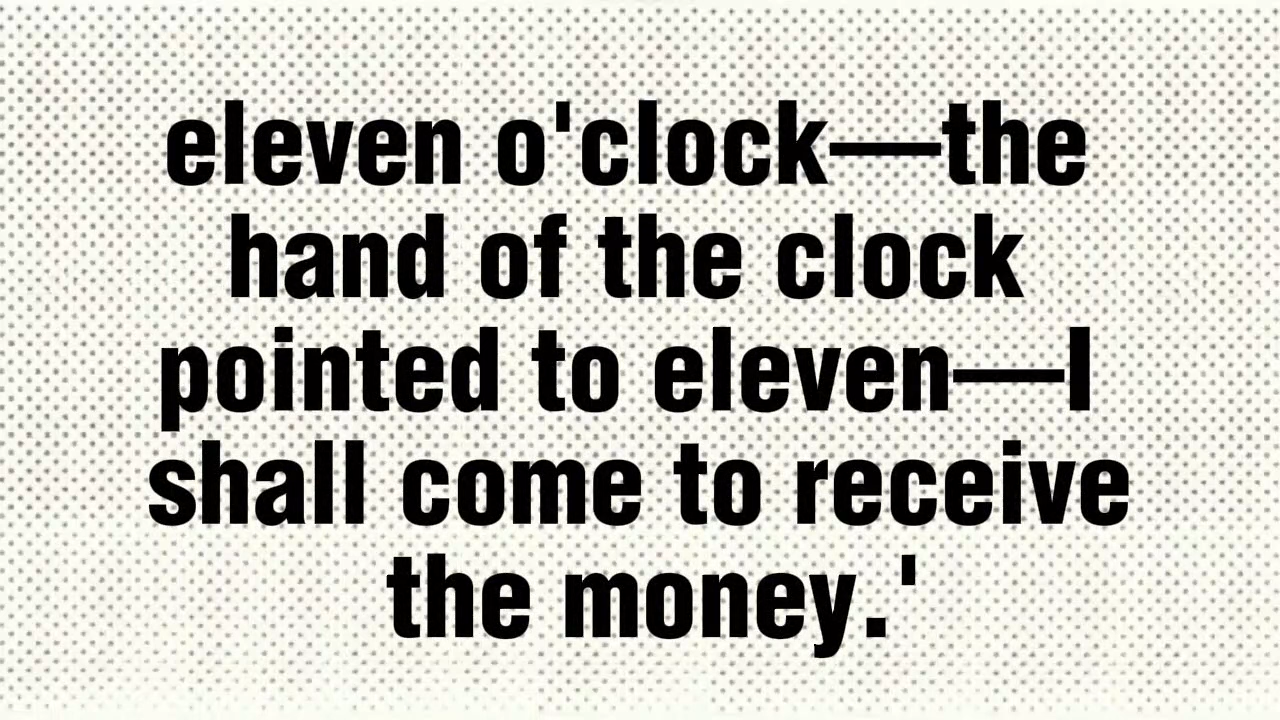 eleven o'clock—the
hand of the clock
pointed to eleven—I
shall come to receive
the money.'